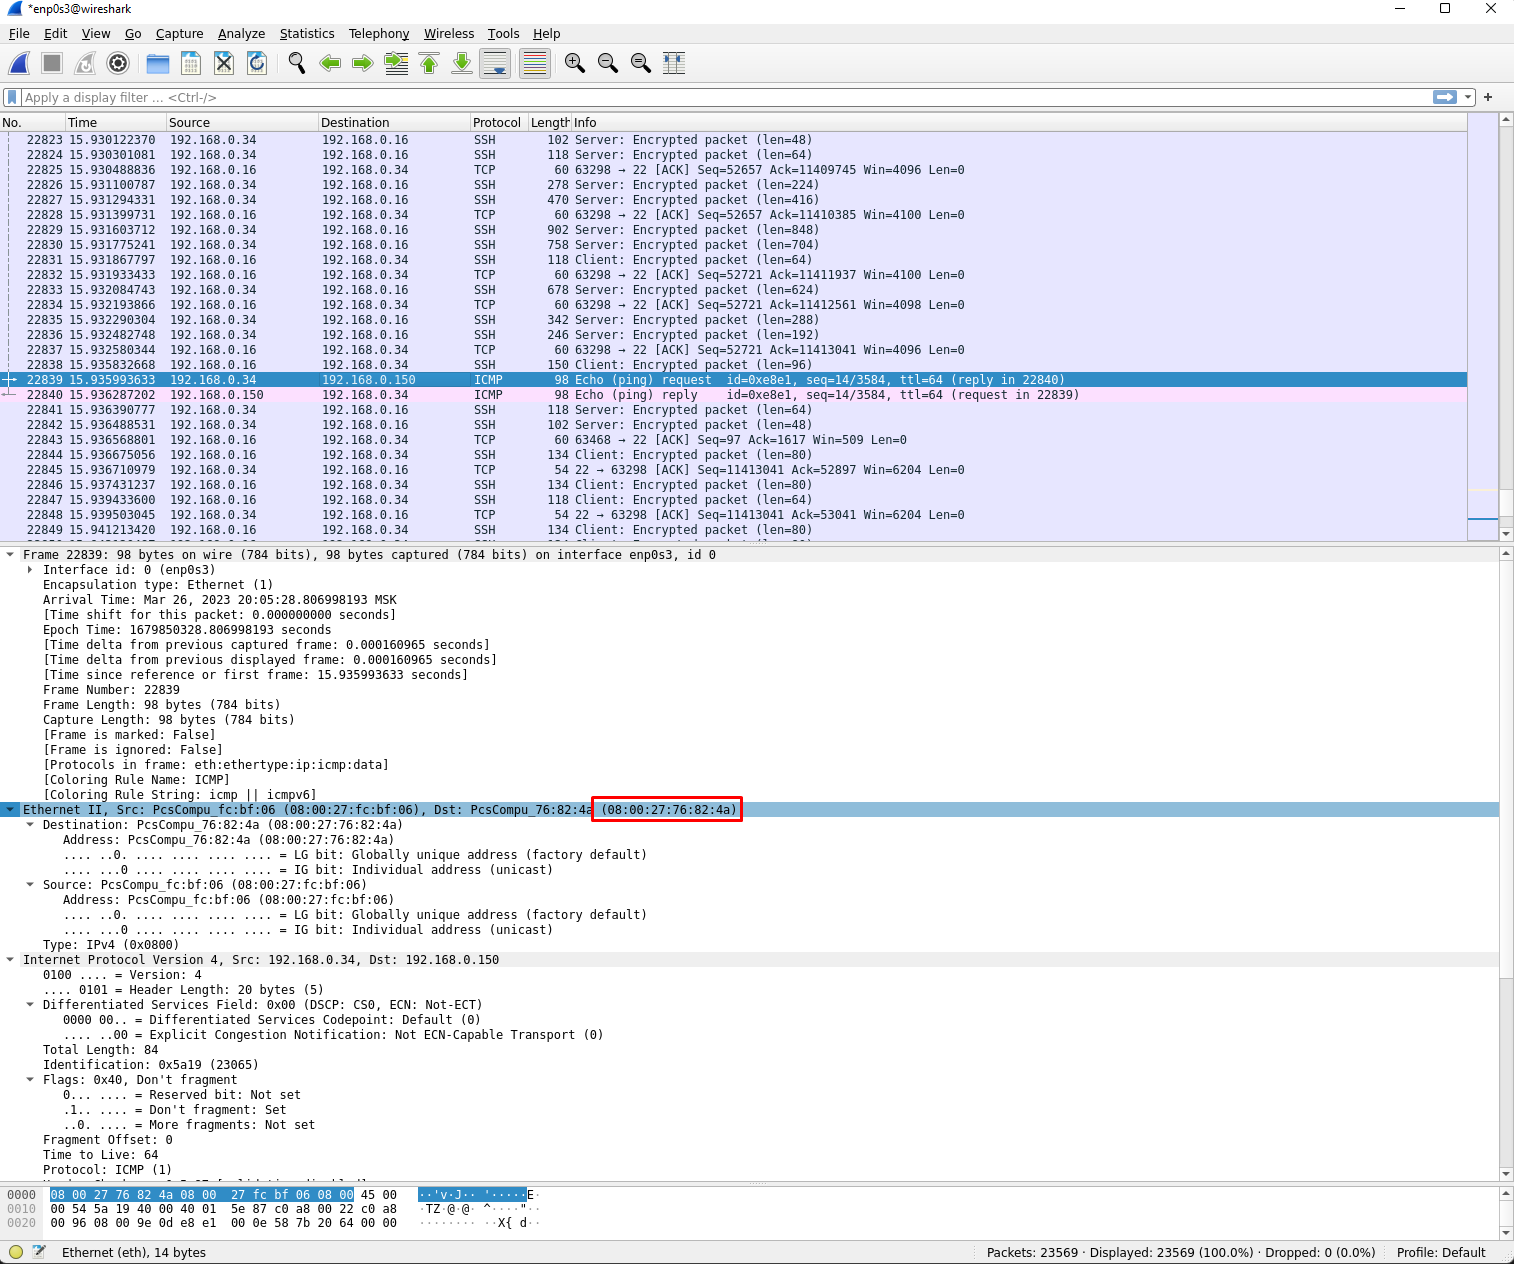 *enp0s3@wireshark
File Edit View Go Capture Analyze Statistics Telephony Wireless Tools Help
Apply a display filter ... <Ctrl-/>
No. Time Source Destination Protocol Length Info
22823 15.930122370 192.168.0.34 192.168.0.16 SSH 102 Server: Encrypted packet (len=48)
22824 15.930301081 192.168.0.34 192.168.0.16 SSH 118 Server: Encrypted packet (len=64)
22825 15.930488836 192.168.0.16 192.168.0.34 TCP 60 63298 → 22 [ACK] Seq=52657 Ack=11409745 Win=4096 Len=0
22826 15.931100787 192.168.0.34 192.168.0.16 SSH 278 Server: Encrypted packet (len=224)
22827 15.931294331 192.168.0.34 192.168.0.16 SSH 470 Server: Encrypted packet (len=416)
22828 15.931399731 192.168.0.16 192.168.0.34 TCP 60 63298 → 22 [ACK] Seq=52657 Ack=11410385 Win=4100 Len=0
22829 15.931603712 192.168.0.34 192.168.0.16 SSH 902 Server: Encrypted packet (len=848)
22830 15.931775241 192.168.0.34 192.168.0.16 SSH 758 Server: Encrypted packet (len=704)
22831 15.931867797 192.168.0.16 192.168.0.34 SSH 118 Client: Encrypted packet (len=64)
22832 15.931933433 192.168.0.16 192.168.0.34 TCP 60 63298 → 22 [ACK] Seq=52721 Ack=11411937 Win=4100 Len=0
22833 15.932084743 192.168.0.34 192.168.0.16 SSH 678 Server: Encrypted packet (len=624)
22834 15.932193866 192.168.0.16 192.168.0.34 TCP 60 63298 → 22 [ACK] Seq=52721 Ack=11412561 Win=4098 Len=0
22835 15.932290304 192.168.0.34 192.168.0.16 SSH 342 Server: Encrypted packet (len=288)
22836 15.932482748 192.168.0.34 192.168.0.16 SSH 246 Server: Encrypted packet (len=192)
22837 15.932580344 192.168.0.16 192.168.0.34 TCP 60 63298 → 22 [ACK] Seq=52721 Ack=11413041 Win=4096 Len=0
22838 15.935832668 192.168.0.16 192.168.0.34 SSH 150 Client: Encrypted packet (len=96)
22839 15.935993633 192.168.0.34 192.168.0.150 ICMP 98 Echo (ping) request id=0xe8e1, seq=14/3584, ttl=64 (reply in 22840)
22840 15.936287202 192.168.0.150 192.168.0.34 ICMP 98 Echo (ping) reply id=0xe8e1, seq=14/3584, ttl=64 (request in 22839)
22841 15.936390777 192.168.0.34 192.168.0.16 SSH 118 Server: Encrypted packet (len=64)
22842 15.936488531 192.168.0.34 192.168.0.16 SSH 102 Server: Encrypted packet (len=48)
22843 15.936568801 192.168.0.16 192.168.0.34 TCP 60 63468 → 22 [ACK] Seq=97 Ack=1617 Win=509 Len=0
22844 15.936675056 192.168.0.16 192.168.0.34 SSH 134 Client: Encrypted packet (len=80)
22845 15.936710979 192.168.0.34 192.168.0.16 TCP 54 22 → 63298 [ACK] Seq=11413041 Ack=52897 Win=6204 Len=0
22846 15.937431237 192.168.0.16 192.168.0.34 SSH 134 Client: Encrypted packet (len=80)
22847 15.939433600 192.168.0.16 192.168.0.34 SSH 118 Client: Encrypted packet (len=64)
22848 15.939503045 192.168.0.34 192.168.0.16 TCP 54 22 → 63298 [ACK] Seq=11413041 Ack=53041 Win=6204 Len=0
22849 15.941213420 192.168.0.16 192.168.0.34 SSH 134 Client: Encrypted packet (len=80)
Frame 22839: 98 bytes on wire (784 bits), 98 bytes captured (784 bits) on interface enp0s3, id 0
Interface id: 0 (enp0s3)
Encapsulation type: Ethernet (1)
Arrival Time: Mar 26, 2023 20:05:28.806998193 MSK
[Time shift for this packet: 0.000000000 seconds]
Epoch Time: 1679850328.806998193 seconds
[Time delta from previous captured frame: 0.000160965 seconds]
[Time delta from previous displayed frame: 0.000160965 seconds]
[Time since reference or first frame: 15.935993633 seconds]
Frame Number: 22839
Frame Length: 98 bytes (784 bits)
Capture Length: 98 bytes (784 bits)
[Frame is marked: False]
[Frame is ignored: False]
[Protocols in frame: eth:ethertype:ip:icmp:data]
[Coloring Rule Name: ICMP]
[Coloring Rule String: icmp || icmpv6]
Ethernet II, Src: PcsCompu_fc:bf:06 (08:00:27:fc:bf:06), Dst: PcsCompu_76:82:4a (08:00:27:76:82:4a)
Destination: PcsCompu_76:82:4a (08:00:27:76:82:4a)
Address: PcsCompu_76:82:4a (08:00:27:76:82:4a)
.... ..0. .... .... .... .... = LG bit: Globally unique address (factory default)
.... ...0 .... .... .... .... = IG bit: Individual address (unicast)
Source: PcsCompu_fc:bf:06 (08:00:27:fc:bf:06)
Address: PcsCompu_fc:bf:06 (08:00:27:fc:bf:06)
.... ..0. .... .... .... .... = LG bit: Globally unique address (factory default)
.... ...0 .... .... .... .... = IG bit: Individual address (unicast)
Type: IPv4 (0x0800)
Internet Protocol Version 4, Src: 192.168.0.34, Dst: 192.168.0.150
0100 .... = Version: 4
.... 0101 = Header Length: 20 bytes (5)
Differentiated Services Field: 0x00 (DSCP: CS0, ECN: Not-ECT)
0000 00.. = Differentiated Services Codepoint: Default (0)
.... ..00 = Explicit Congestion Notification: Not ECN-Capable Transport (0)
Total Length: 84
Identification: 0x5a19 (23065)
Flags: 0x40, Don't fragment
0... .... = Reserved bit: Not set
.1.. .... = Don't fragment: Set
..0. .... = More fragments: Not set
Fragment Offset: 0
Time to Live: 64
Protocol: ICMP (1)
0000 08 00 27 76 82 4a 08 00 27 fc bf 06 08 00 45 00 ··'v·J·· '·····E·
0010 00 54 5a 19 40 00 40 01 5e 87 c0 a8 00 22 c0 a8 ·TZ·@·@· ^····"··
0020 00 96 08 00 9e 0d e8 e1 00 0e 58 7b 20 64 00 00 ········ ··X{ d··
Ethernet (eth), 14 bytes
Packets: 23569 · Displayed: 23569 (100.0%) · Dropped: 0 (0.0%)
Profile: Default